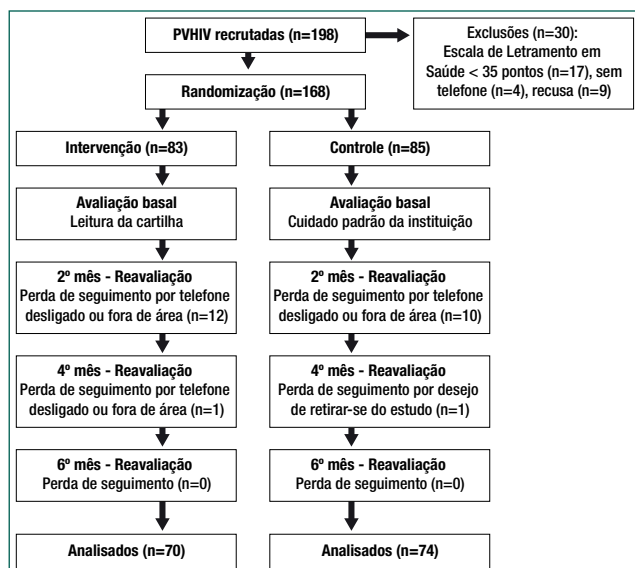 PVHIV recrutadas (n=198)
Exclusões (n=30):
Escala de Letramento em
Saúde < 35 pontos (n=17), sem
telefone (n=4), recusa (n=9)
Randomização (n=168)
Intervenção (n=83)
Controle (n=85)
Avaliação basal
Leitura da cartilha
Avaliação basal
Cuidado padrão da instituição
2º mês - Reavaliação
Perda de seguimento por telefone
desligado ou fora de área (n=12)
2º mês - Reavaliação
Perda de seguimento por telefone
desligado ou fora de área (n=10)
4º mês - Reavaliação
Perda de seguimento por telefone
desligado ou fora de área (n=1)
4º mês - Reavaliação
Perda de seguimento por desejo
de retirar-se do estudo (n=1)
6º mês - Reavaliação
Perda de seguimento (n=0)
6º mês - Reavaliação
Perda de seguimento (n=0)
Analisados (n=70)
Analisados (n=74)